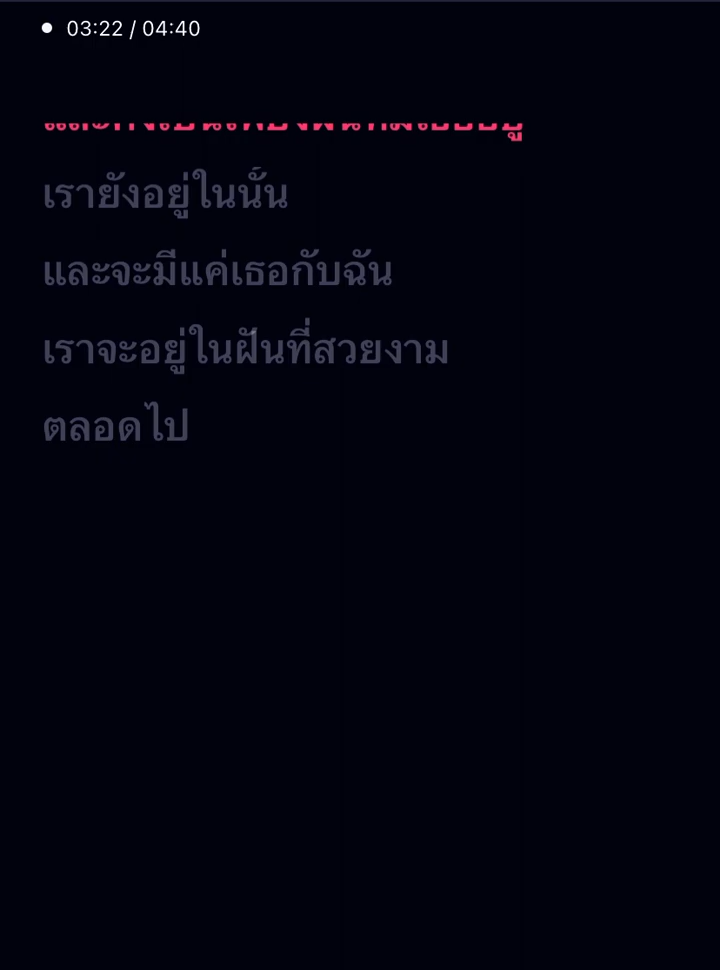 03:22 / 04:40
เรายังอยู่ในนั้น
และจะมีแค่เธอกับฉัน
เราจะอยู่ในฝันที่สวยงาม
ตลอดไป